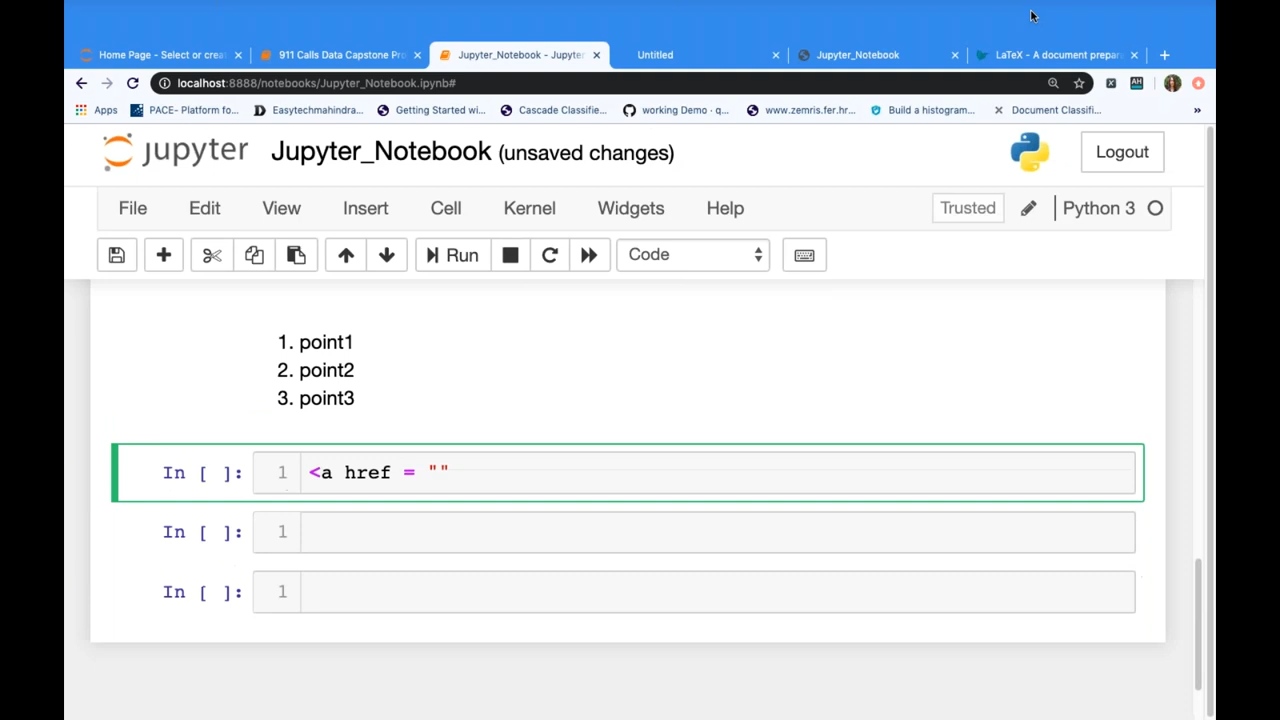 Home Page - Select or crea
911 Calls Data Capstone Pro
Jupyter_Notebook - Jupyter
Untitled
Jupyter_Notebook
LaTeX - A document prepar
localhost:8888/notebooks/Jupyter_Notebook.ipynb#
Apps
PACE- Platform fo...
Easytechmahindra...
Getting Started wi...
Cascade Classifie...
working Demo · q...
www.zemris.fer.hr...
Build a histogram...
Document Classifi...
»
jupyter
Jupyter_Notebook (unsaved changes)
Logout
File Edit View Insert Cell Kernel Widgets Help
Trusted
Python 3
Run
Code
1. point1
2. point2
3. point3
In [ ]: 1 <a href = ""
In [ ]: 1
In [ ]: 1